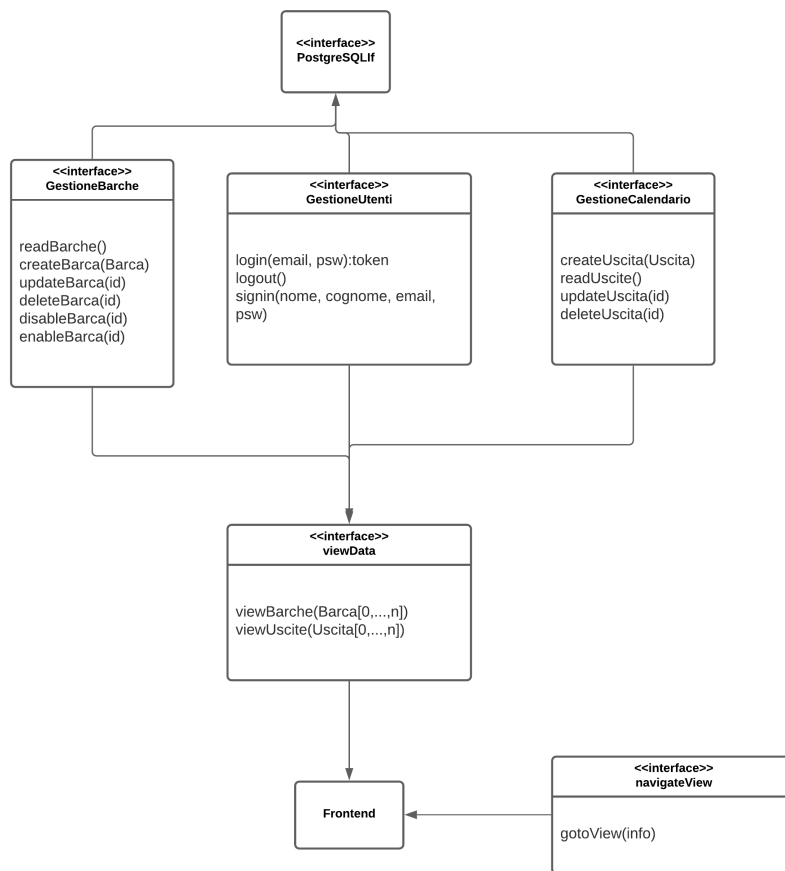 <<interface>>
PostgreSQLIf
<<interface>>
GestioneBarche
readBarche()
createBarca(Barca)
updateBarca(id)
deleteBarca(id)
disableBarca(id)
enableBarca(id)
<<interface>>
GestioneUtenti
login(email, psw):token
logout()
signin(nome, cognome, email,
psw)
<<interface>>
GestioneCalendario
createUscita(Uscita)
readUscite()
updateUscita(id)
deleteUscita(id)
<<interface>>
viewData
viewBarche(Barca[0,...,n])
viewUscite(Uscita[0,...,n])
Frontend
<<interface>>
navigateView
gotoView(info)